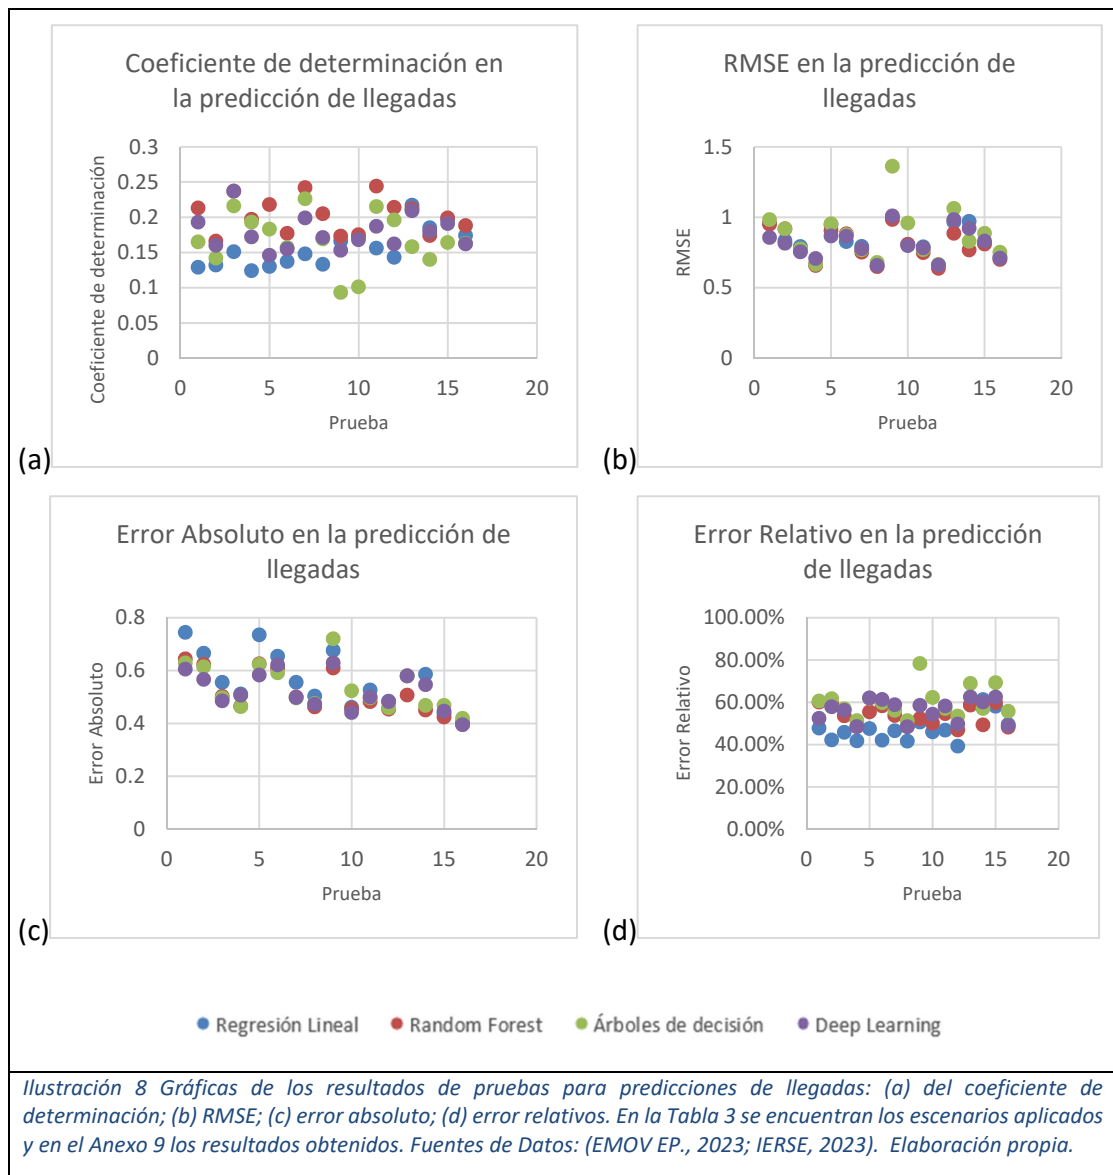 Coeficiente de determinación en
la predicción de llegadas
Coeficiente de determinación
0.3
0.25
0.2
0.15
0.1
0.05
0
0 5 10 15 20
Prueba
(a)
RMSE en la predicción de
llegadas
RMSE
1.5
1
0.5
0
0 5 10 15 20
Prueba
(b)
Error Absoluto en la predicción de
llegadas
Error Absoluto
0.8
0.6
0.4
0.2
0
0 5 10 15 20
Prueba
(c)
Error Relativo en la predicción
de llegadas
Error Relativo
100.00%
80.00%
60.00%
40.00%
20.00%
0.00%
0 5 10 15 20
Prueba
(d)
Regresión Lineal Random Forest Árboles de decisión Deep Learning
Ilustración 8 Gráficas de los resultados de pruebas para predicciones de llegadas: (a) del coeficiente de
determinación; (b) RMSE; (c) error absoluto; (d) error relativos. En la Tabla 3 se encuentran los escenarios aplicados
y en el Anexo 9 los resultados obtenidos. Fuentes de Datos: (EMOV EP., 2023; IERSE, 2023). Elaboración propia.